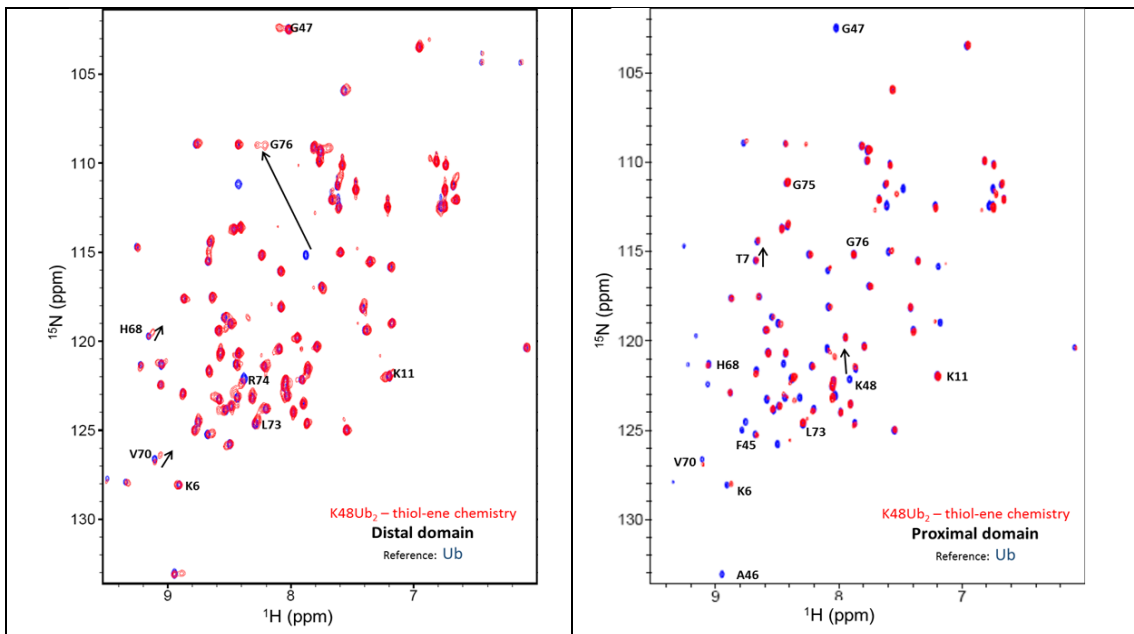 G47
105
G76
110
115
¹⁵N (ppm)
H68
120
R74
K11
L73
125
V70
K6
K48Ub₂ – thiol-ene chemistry
Distal domain
130
Reference: Ub
9
8
7
¹H (ppm)
G47
105
110
G75
115
T7
G76
¹⁵N (ppm)
120
H68
K48
K11
125
F45
L73
V70
K6
K48Ub₂ – thiol-ene chemistry
Proximal domain
130
Reference: Ub
A46
9
8
7
¹H (ppm)